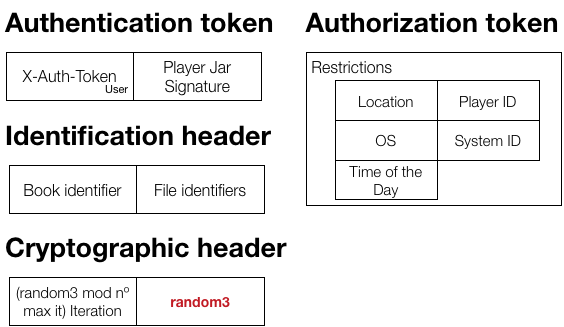 Authentication token
X-Auth-Token
User
Player Jar
Signature
Identification header
Book identifier
File identifiers
Cryptographic header
(random3 mod nº
max it) Iteration
random3
Authorization token
Restrictions
Location
Player ID
OS
System ID
Time of the
Day